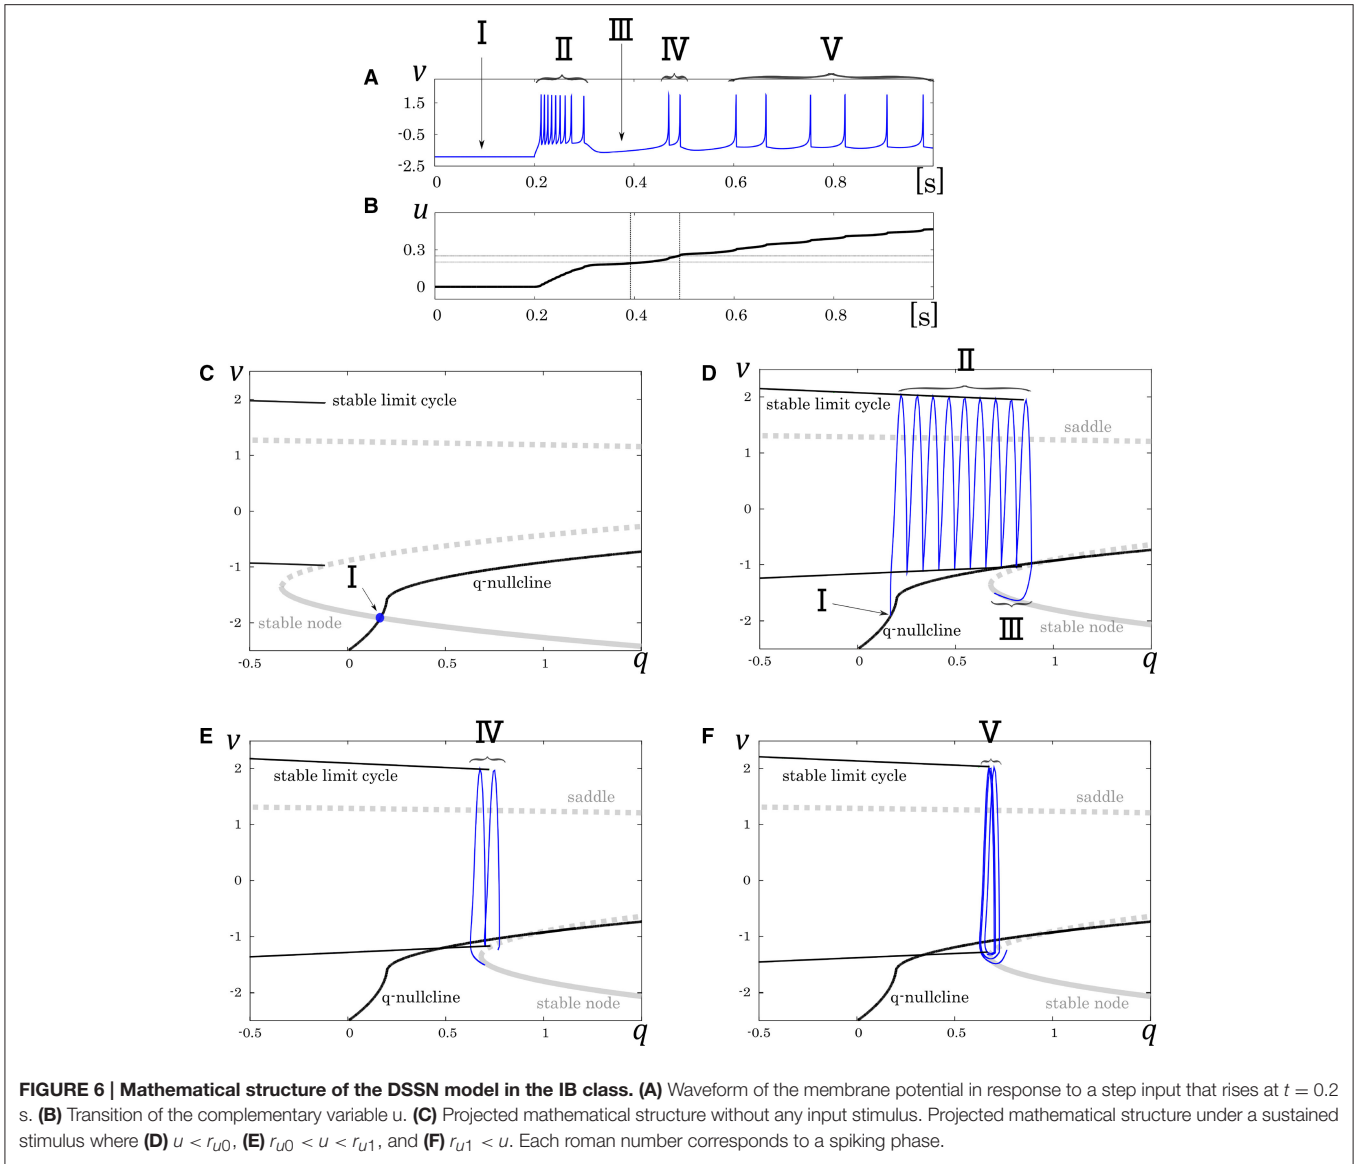 I
II
III
IV
V
A
v
1.5
-0.5
-2.5
0
0.2
0.4
0.6
0.8
[s]
B
u
0.3
0
0
0.2
0.4
0.6
0.8
[s]
C
v
2
1
0
-1
-2
-0.5
0
0.5
1
q
stable limit cycle
I
q-nullcline
stable node
D
v
II
2
1
0
-1
-2
-0.5
0
0.5
1
q
stable limit cycle
saddle
I
q-nullcline
III
stable node
E
v
IV
2
1
0
-1
-2
-0.5
0
0.5
1
q
stable limit cycle
saddle
q-nullcline
stable node
F
v
V
2
1
0
-1
-2
-0.5
0
0.5
1
q
stable limit cycle
saddle
q-nullcline
stable node
FIGURE 6 | Mathematical structure of the DSSN model in the IB class. (A) Waveform of the membrane potential in response to a step input that rises at t = 0.2
s. (B) Transition of the complementary variable u. (C) Projected mathematical structure without any input stimulus. Projected mathematical structure under a sustained
stimulus where (D) u < r_u0, (E) r_u0 < u < r_u1, and (F) r_u1 < u. Each roman number corresponds to a spiking phase.